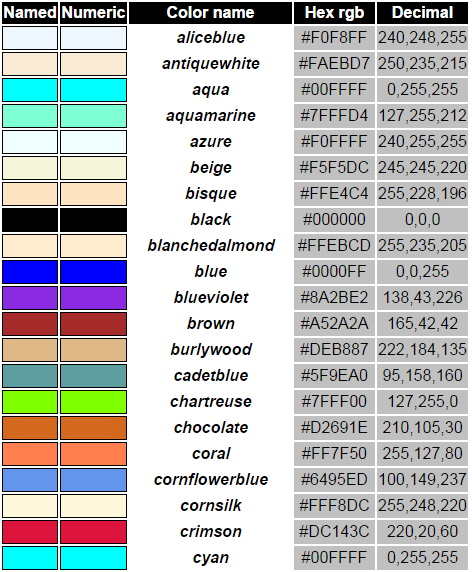 Named Numeric Color name Hex rgb Decimal
aliceblue #F0F8FF 240,248,255
antiquewhite #FAEBD7 250,235,215
aqua #00FFFF 0,255,255
aquamarine #7FFFD4 127,255,212
azure #F0FFFF 240,255,255
beige #F5F5DC 245,245,220
bisque #FFE4C4 255,228,196
black #000000 0,0,0
blanchedalmond #FFEBCD 255,235,205
blue #0000FF 0,0,255
blueviolet #8A2BE2 138,43,226
brown #A52A2A 165,42,42
burlywood #DEB887 222,184,135
cadetblue #5F9EA0 95,158,160
chartreuse #7FFF00 127,255,0
chocolate #D2691E 210,105,30
coral #FF7F50 255,127,80
cornflowerblue #6495ED 100,149,237
cornsilk #FFF8DC 255,248,220
crimson #DC143C 220,20,60
cyan #00FFFF 0,255,255